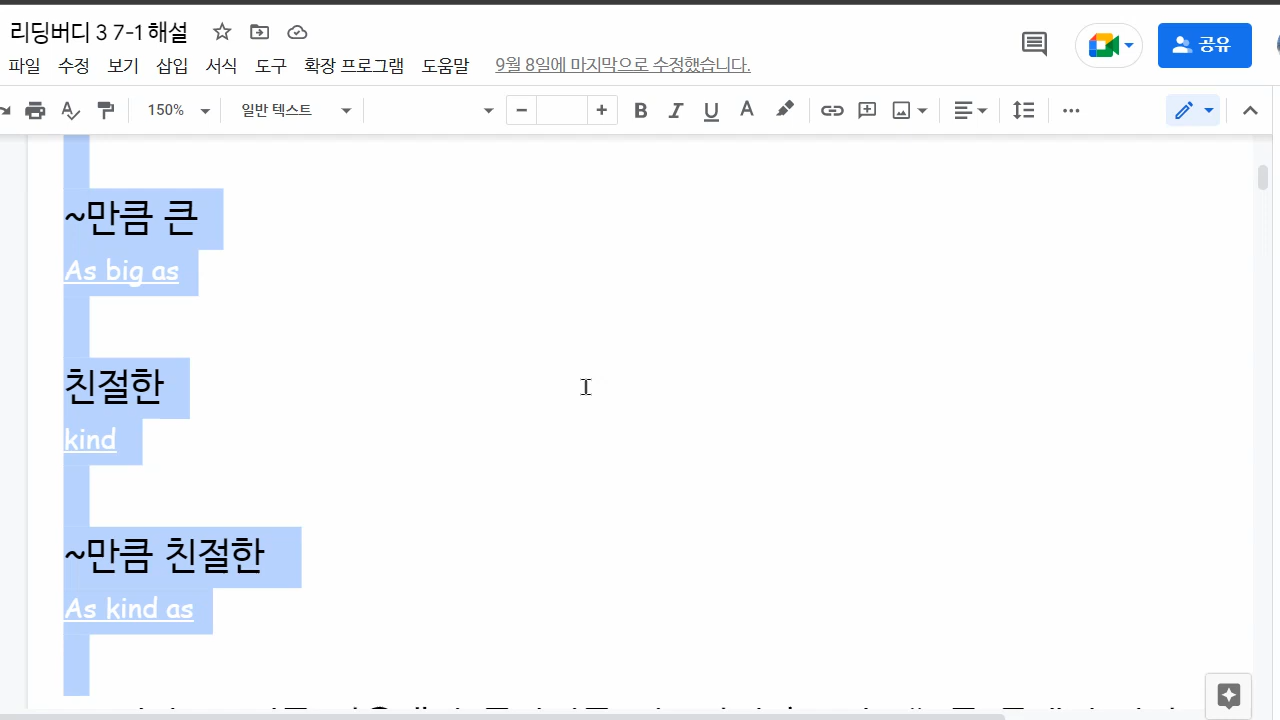 리딩버디 3 7-1 해설
공유
파일 수정 보기 삽입 서식 도구 확장 프로그램 도움말 9월 8일에 마지막으로 수정했습니다.
150% 일반 텍스트 B I U A
~만큼 큰
As big as
친절한
kind
~만큼 친절한
As kind as